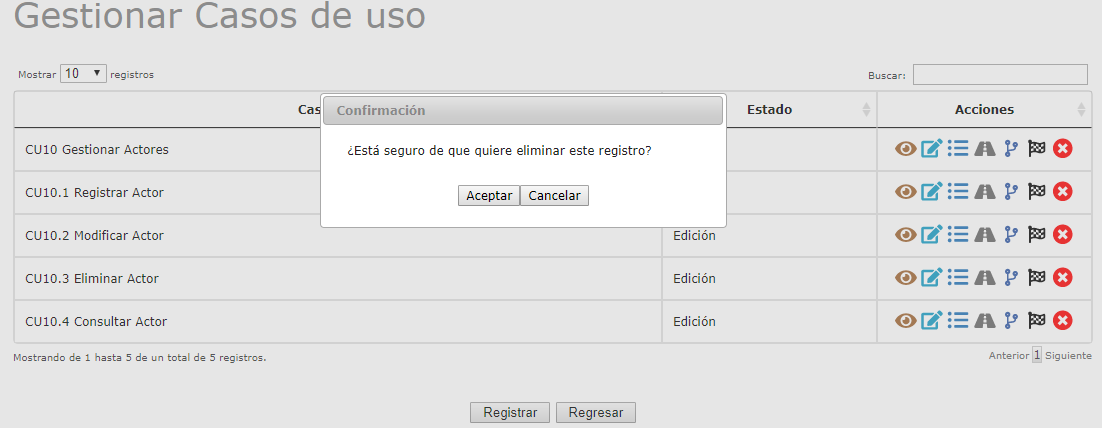 Gestionar Casos de uso
Mostrar 10 registros
Buscar:
Cas Estado Acciones
Confirmación
¿Está seguro de que quiere eliminar este registro?
Aceptar Cancelar
CU10 Gestionar Actores
CU10.1 Registrar Actor
CU10.2 Modificar Actor Edición
CU10.3 Eliminar Actor Edición
CU10.4 Consultar Actor Edición
Mostrando de 1 hasta 5 de un total de 5 registros.
Anterior 1 Siguiente
Registrar Regresar